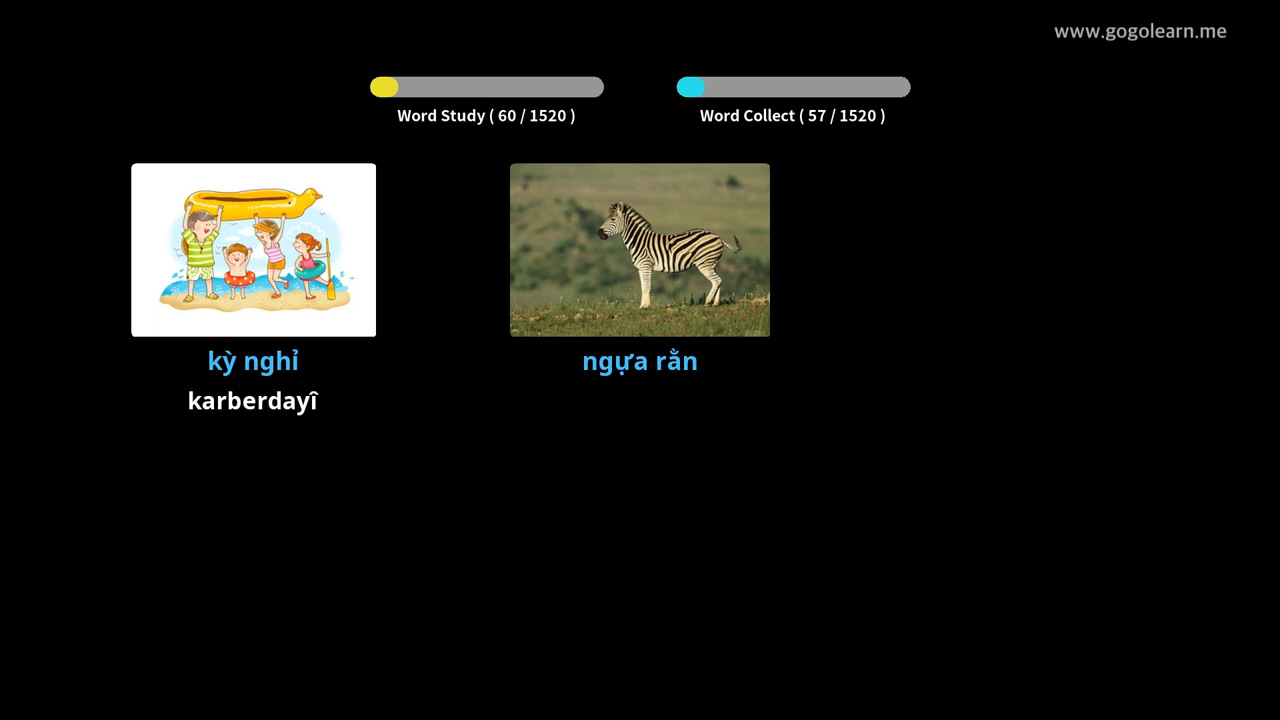 www.gogolearn.me
Word Study ( 60 / 1520 )
Word Collect ( 57 / 1520 )
kỳ nghỉ
ngựa rằn
karberdayî